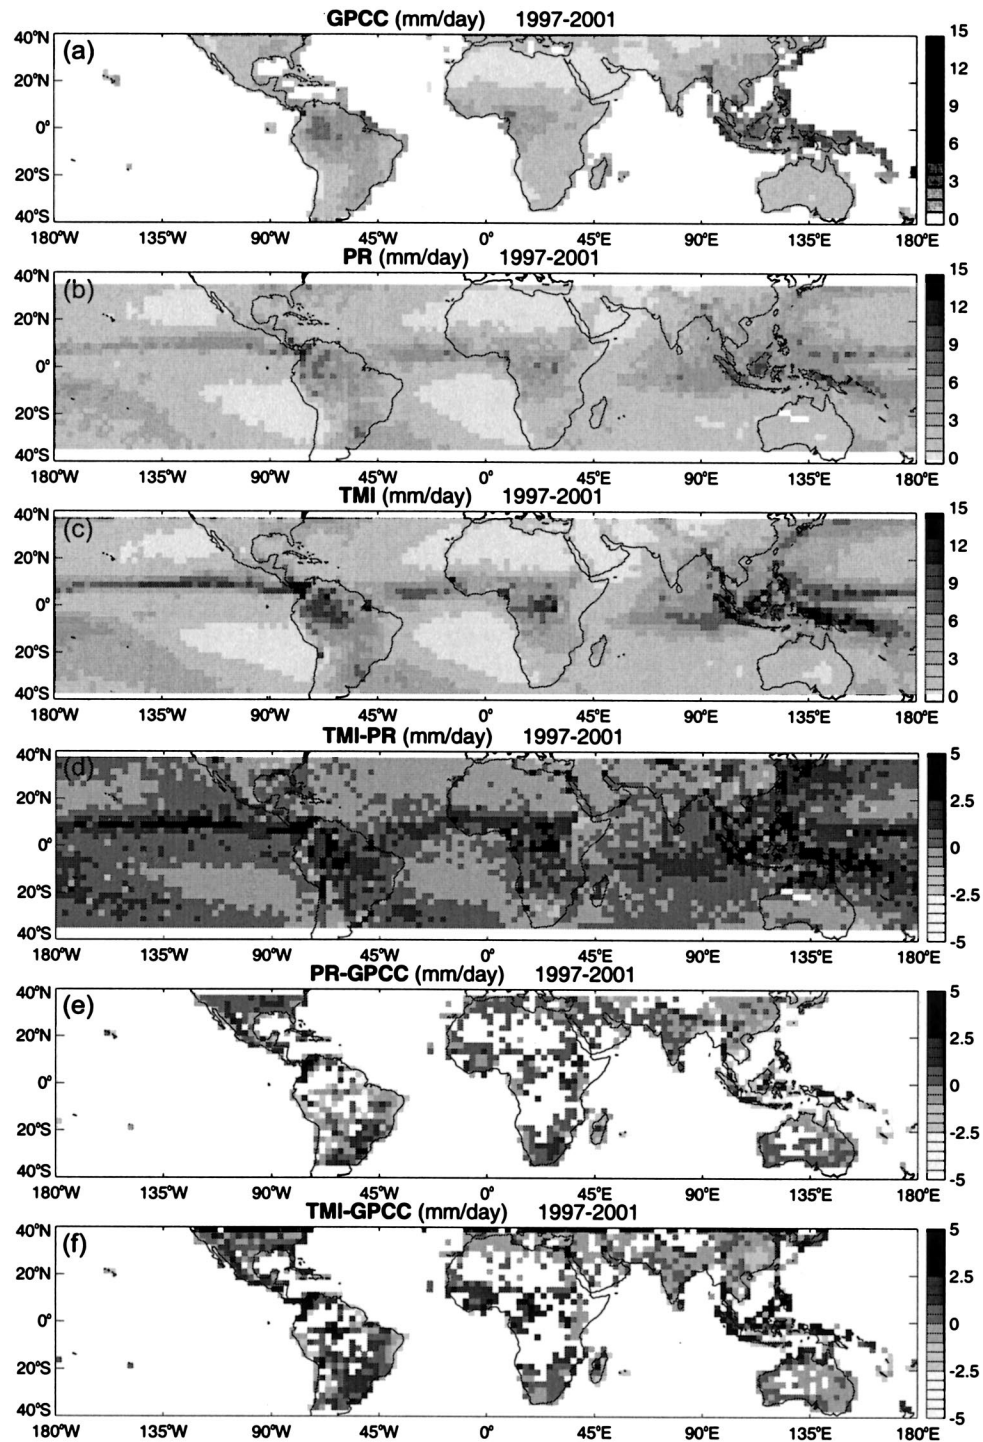 GPCC (mm/day) 1997-2001
(a)
40°N
20°N
0°
20°S
40°S
180°W 135°W 90°W 45°W 0° 45°E 90°E 135°E 180°E
15
12
9
6
3
0
PR (mm/day) 1997-2001
(b)
40°N
20°N
0°
20°S
40°S
180°W 135°W 90°W 45°W 0° 45°E 90°E 135°E 180°E
15
12
9
6
3
0
TMI (mm/day) 1997-2001
(c)
40°N
20°N
0°
20°S
40°S
180°W 135°W 90°W 45°W 0° 45°E 90°E 135°E 180°E
15
12
9
6
3
0
TMI-PR (mm/day) 1997-2001
(d)
40°N
20°N
0°
20°S
40°S
180°W 135°W 90°W 45°W 0° 45°E 90°E 135°E 180°E
5
2.5
0
-2.5
-5
PR-GPCC (mm/day) 1997-2001
(e)
40°N
20°N
0°
20°S
40°S
180°W 135°W 90°W 45°W 0° 45°E 90°E 135°E 180°E
5
2.5
0
-2.5
-5
TMI-GPCC (mm/day) 1997-2001
(f)
40°N
20°N
0°
20°S
40°S
180°W 135°W 90°W 45°W 0° 45°E 90°E 135°E 180°E
5
2.5
0
-2.5
-5